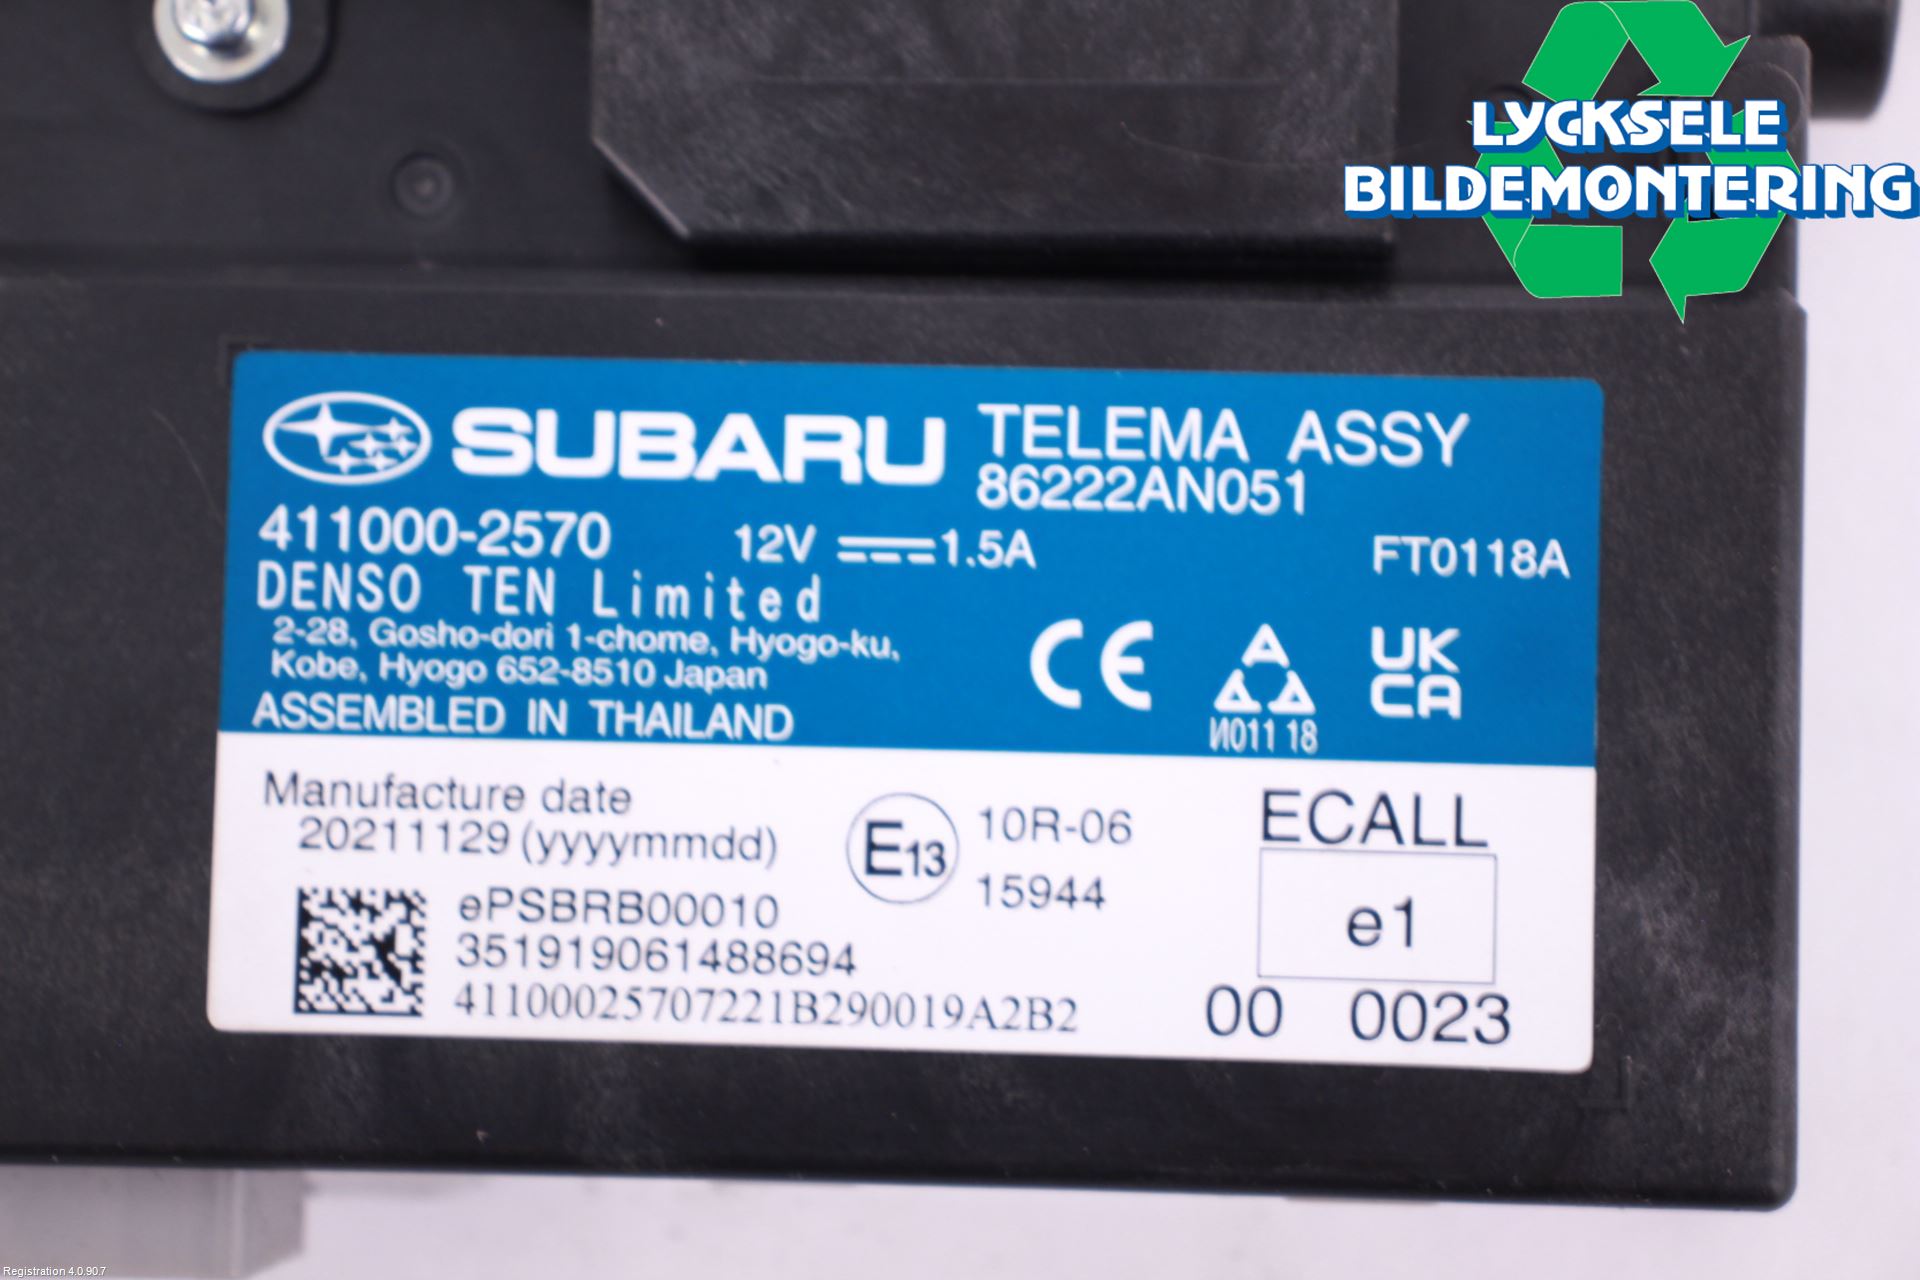 LYCKSELE
BILDEMONTERING
SUBARU TELEMA ASSY
86222AN051
411000-2570 12V 1.5A FT0118A
DENSO TEN Limited
2-28, Gosho-dori 1-chome, Hyogo-ku,
Kobe, Hyogo 652-8510 Japan
ASSEMBLED IN THAILAND
CE
A
И011 18
UK
CA
Manufacture date
20211129 (yyyymmdd)
E13 10R-06
15944
ECALL
e1
00 0023
ePSBRB00010
351919061488694
41100025707221B290019A2B2
Registration 4.0.90.7